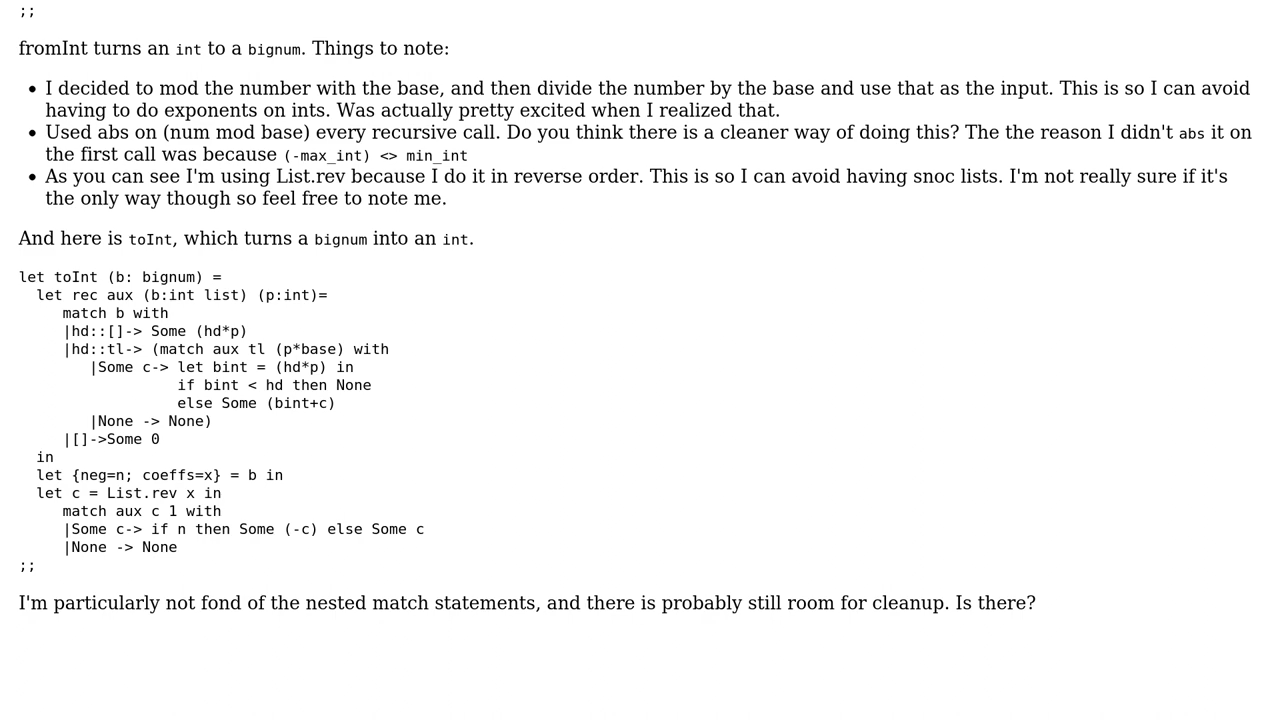 ;;
fromInt turns an int to a bignum. Things to note:
• I decided to mod the number with the base, and then divide the number by the base and use that as the input. This is so I can avoid
having to do exponents on ints. Was actually pretty excited when I realized that.
• Used abs on (num mod base) every recursive call. Do you think there is a cleaner way of doing this? The the reason I didn't abs it on
the first call was because (-max_int) <> min_int
• As you can see I'm using List.rev because I do it in reverse order. This is so I can avoid having snoc lists. I'm not really sure if it's
the only way though so feel free to note me.
And here is toInt, which turns a bignum into an int.
let toInt (b: bignum) =
  let rec aux (b:int list) (p:int)=
     match b with
     |hd::[]-> Some (hd*p)
     |hd::tl-> (match aux tl (p*base) with
        |Some c-> let bint = (hd*p) in
                  if bint < hd then None
                  else Some (bint+c)
        |None -> None)
     |[]->Some 0
  in
  let {neg=n; coeffs=x} = b in
  let c = List.rev x in
     match aux c 1 with
     |Some c-> if n then Some (-c) else Some c
     |None -> None
;;
I'm particularly not fond of the nested match statements, and there is probably still room for cleanup. Is there?